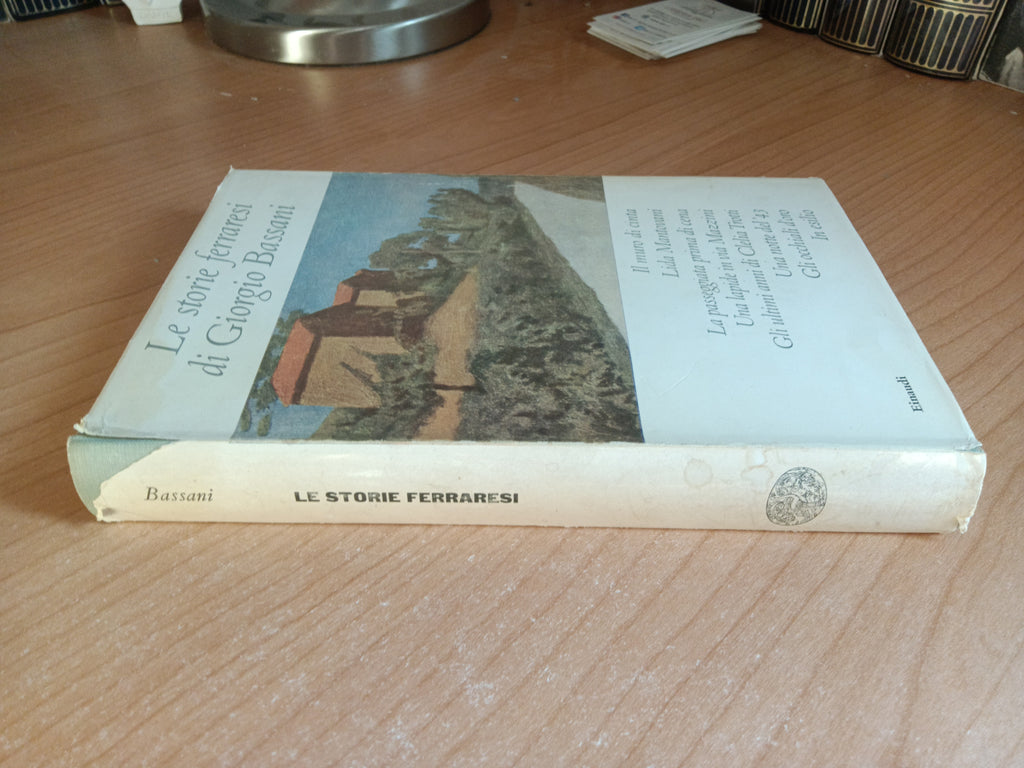 Le storie ferraresi
di Giorgio Bassani
Il muro di cinta
Lida Mantovani
La passeggiata prima di cena
Una lapide in via Mazzini
Gli ultimi anni di Clelia Trotti
Una notte del '43
Gli occhiali d'oro
In esilio
Einaudi
Bassani
LE STORIE FERRARESI